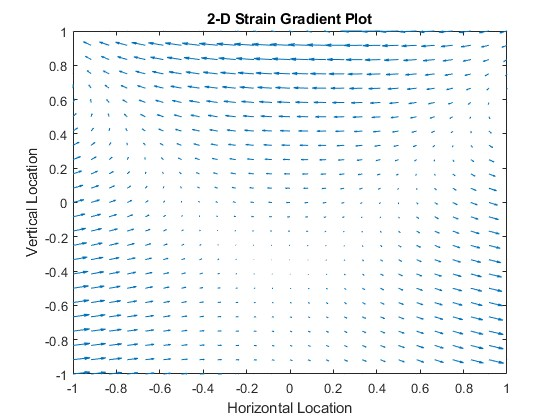 2-D Strain Gradient Plot
1
0.8
0.6
0.4
0.2
0
-0.2
-0.4
-0.6
-0.8
-1
Vertical Location
-1 -0.8 -0.6 -0.4 -0.2 0 0.2 0.4 0.6 0.8 1
Horizontal Location